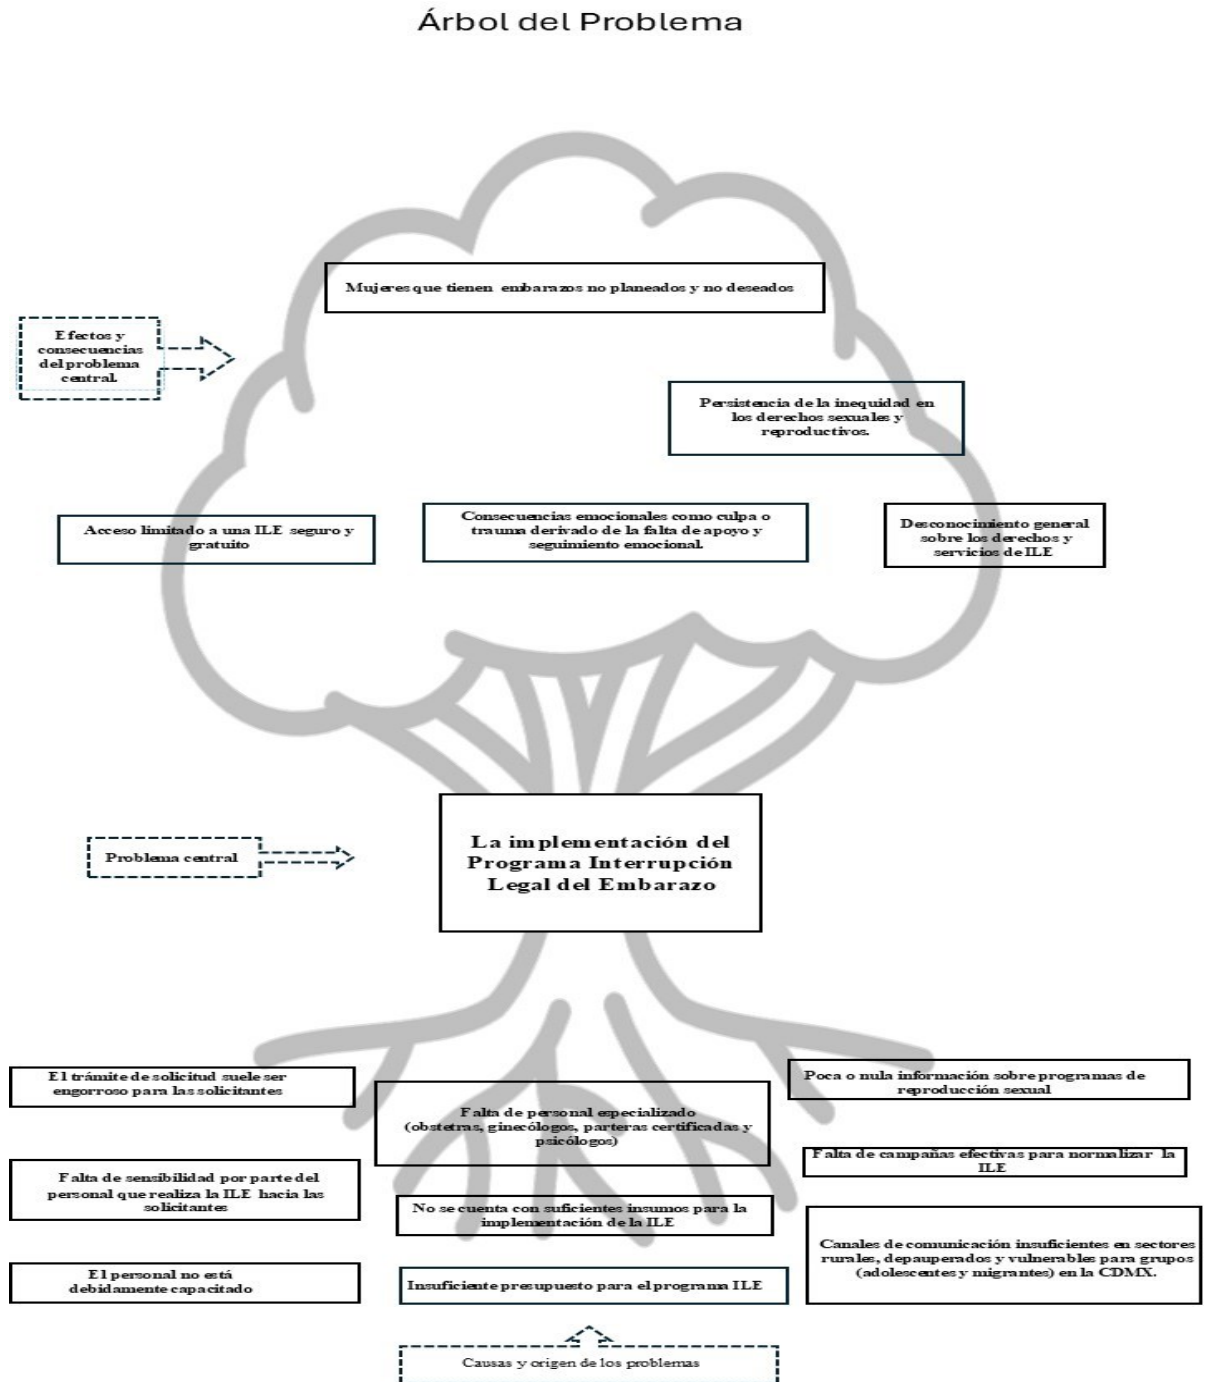 Árbol del Problema
Mujeres que tienen embarazos no planeados y no deseados
Efectos y
consecuencias
del problema
central.
Persistencia de la inequidad en
los derechos sexuales y
reproductivos.
Acceso limitado a una ILE seguro y
gratuito
Consecuencias emocionales como culpa o
trauma derivado de la falta de apoyo y
seguimiento emocional.
Desconocimiento general
sobre los derechos y
servicios de ILE
La implementación del
Programa Interrupción
Legal del Embarazo
Problema central
El trámite de solicitud suele ser
engorroso para las solicitantes
Falta de personal especializado
(obstetras, ginecólogos, parteras certificadas y
psicólogos)
Poca o nula información sobre programas de
reproducción sexual
Falta de sensibilidad por parte del
personal que realiza la ILE hacia las
solicitantes
No se cuenta con suficientes insumos para la
implementación de la ILE
Falta de campañas efectivas para normalizar la
ILE
El personal no está
debidamente capacitado
Insuficiente presupuesto para el programa ILE
Canales de comunicación insuficientes en sectores
rurales, depauperados y vulnerables para grupos
(adolescentes y migrantes) en la CDMX.
Causas y origen de los problemas